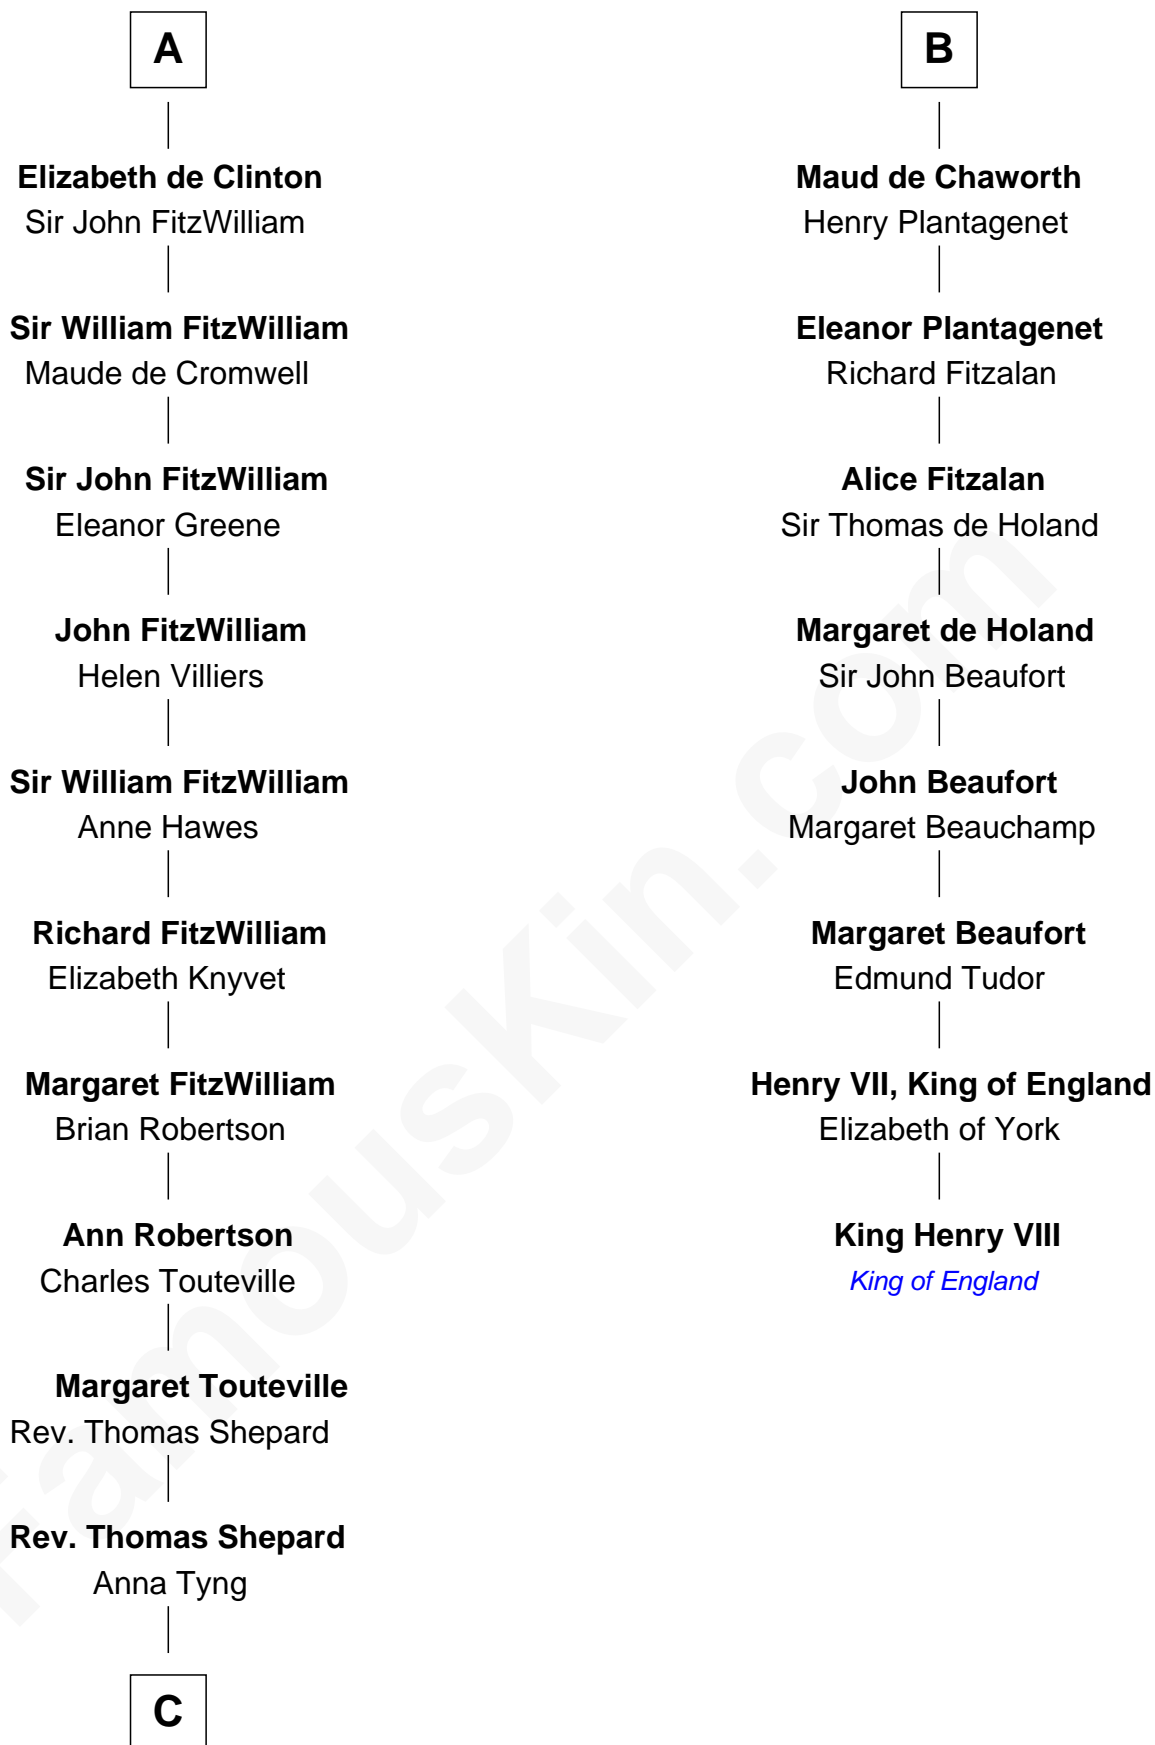 A
Elizabeth de Clinton
Sir John FitzWilliam
Sir William FitzWilliam
Maude de Cromwell
Sir John FitzWilliam
Eleanor Greene
John FitzWilliam
Helen Villiers
Sir William FitzWilliam
Anne Hawes
Richard FitzWilliam
Elizabeth Knyvet
Margaret FitzWilliam
Brian Robertson
Ann Robertson
Charles Touteville
Margaret Touteville
Rev. Thomas Shepard
Rev. Thomas Shepard
Anna Tyng
C
B
Maud de Chaworth
Henry Plantagenet
Eleanor Plantagenet
Richard Fitzalan
Alice Fitzalan
Sir Thomas de Holand
Margaret de Holand
Sir John Beaufort
John Beaufort
Margaret Beauchamp
Margaret Beaufort
Edmund Tudor
Henry VII, King of England
Elizabeth of York
King Henry VIII
King of England
FamousKin.com